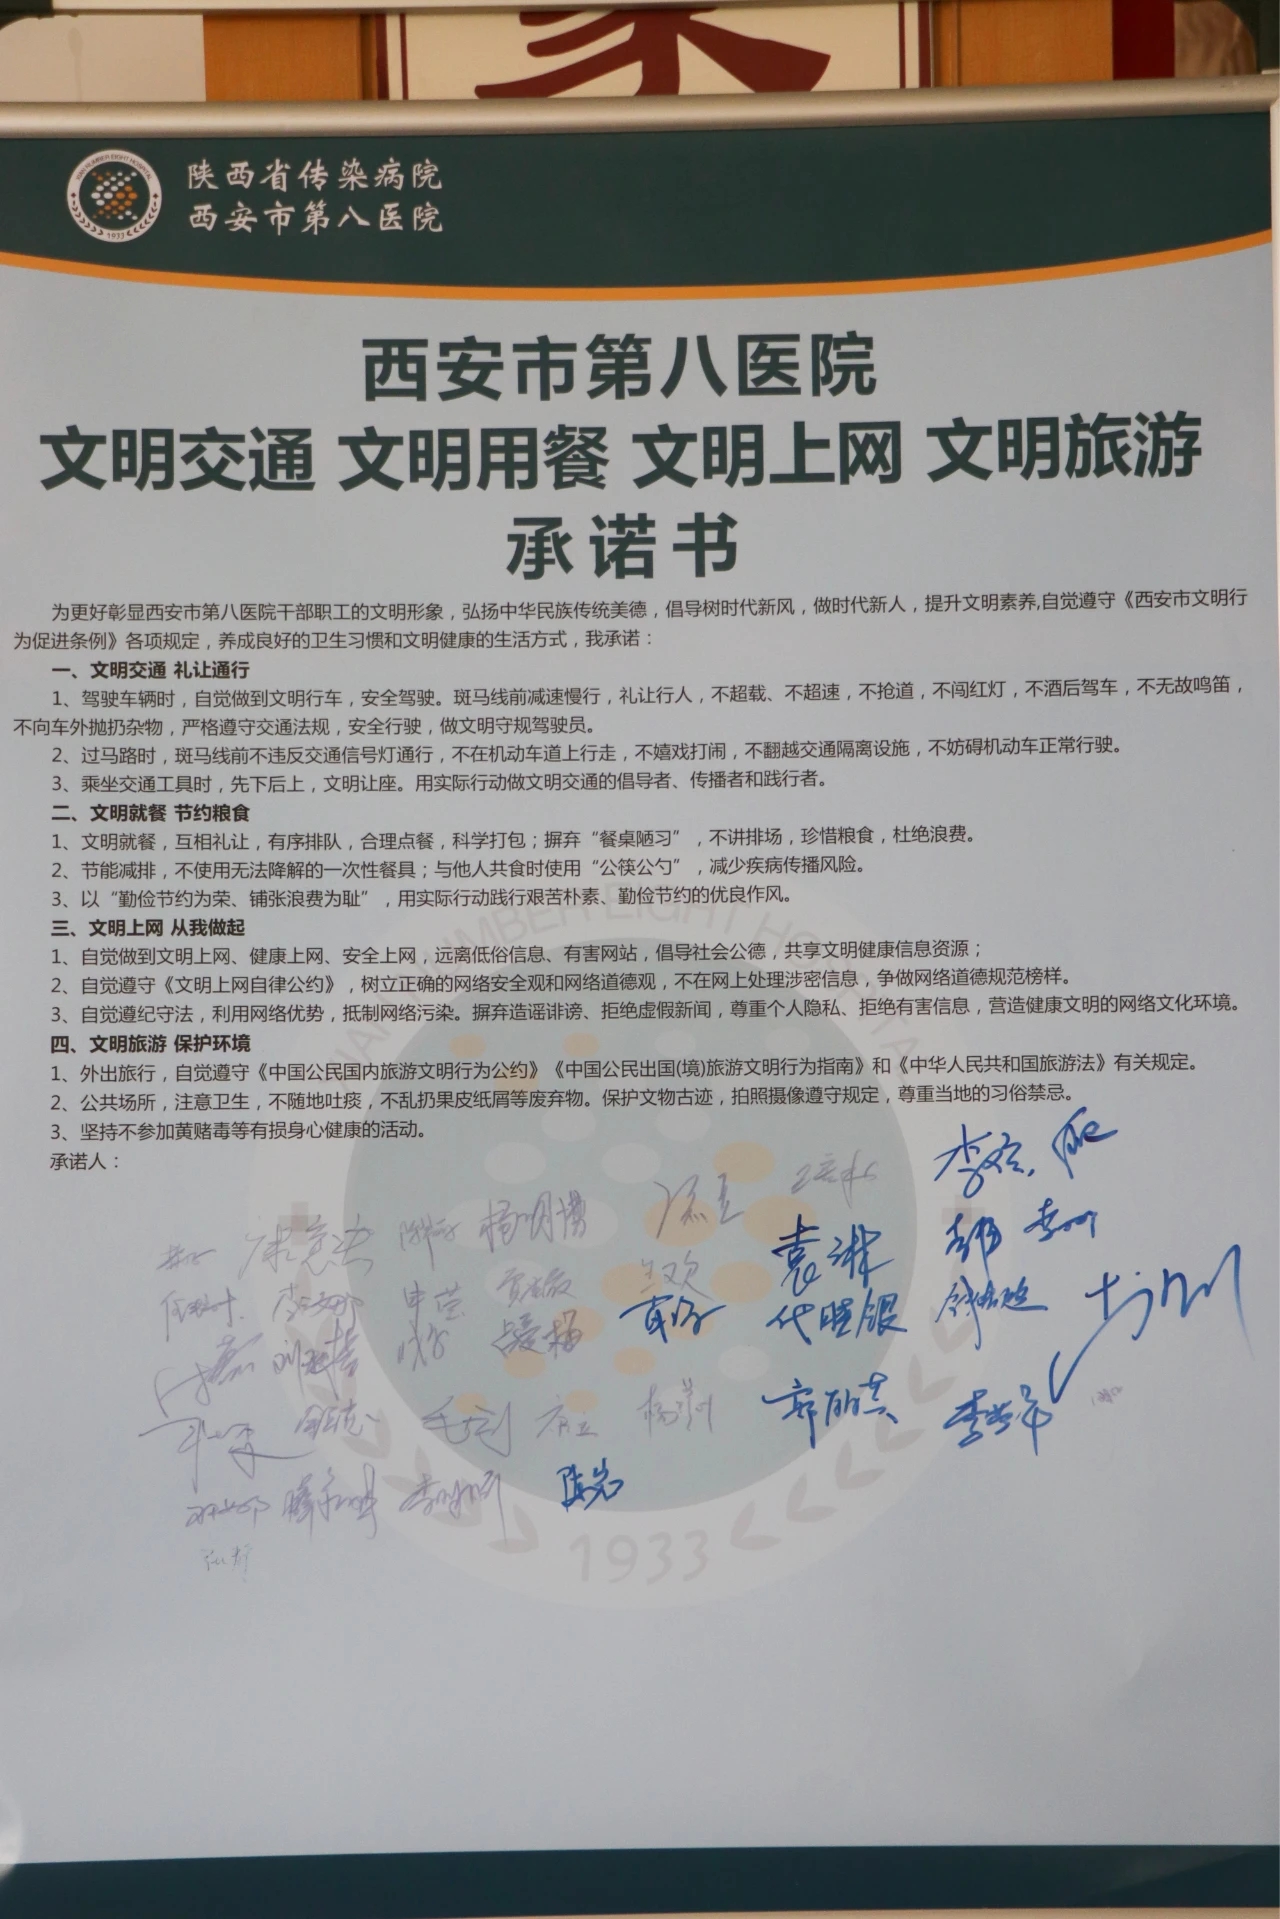 家
陕西省传染病院
西安市第八医院
XI'AN NUMBER EIGHT HOSPITAL
1933
西安市第八医院
文明交通 文明用餐 文明上网 文明旅游
承诺书
为更好彰显西安市第八医院干部职工的文明形象，弘扬中华民族传统美德，倡导树时代新风，做时代新人，提升文明素养,自觉遵守《西安市文明行
为促进条例》各项规定，养成良好的卫生习惯和文明健康的生活方式，我承诺：
一、文明交通 礼让通行
1、驾驶车辆时，自觉做到文明行车，安全驾驶。斑马线前减速慢行，礼让行人，不超载、不超速，不抢道，不闯红灯，不酒后驾车，不无故鸣笛，
不向车外抛扔杂物，严格遵守交通法规，安全行驶，做文明守规驾驶员。
2、过马路时，斑马线前不违反交通信号灯通行，不在机动车道上行走，不嬉戏打闹，不翻越交通隔离设施，不妨碍机动车正常行驶。
3、乘坐交通工具时，先下后上，文明让座。用实际行动做文明交通的倡导者、传播者和践行者。
二、文明就餐 节约粮食
1、文明就餐，互相礼让，有序排队，合理点餐，科学打包；摒弃“餐桌陋习”，不讲排场，珍惜粮食，杜绝浪费。
2、节能减排，不使用无法降解的一次性餐具；与他人共食时使用“公筷公勺”，减少疾病传播风险。
3、以“勤俭节约为荣、铺张浪费为耻”，用实际行动践行艰苦朴素、勤俭节约的优良作风。
三、文明上网 从我做起
1、自觉做到文明上网、健康上网、安全上网，远离低俗信息、有害网站，倡导社会公德，共享文明健康信息资源；
2、自觉遵守《文明上网自律公约》，树立正确的网络安全观和网络道德观，不在网上处理涉密信息，争做网络道德规范榜样。
3、自觉遵纪守法，利用网络优势，抵制网络污染。摒弃造谣诽谤、拒绝虚假新闻，尊重个人隐私、拒绝有害信息，营造健康文明的网络文化环境。
四、文明旅游 保护环境
1、外出旅行，自觉遵守《中国公民国内旅游文明行为公约》《中国公民出国(境)旅游文明行为指南》和《中华人民共和国旅游法》有关规定。
2、公共场所，注意卫生，不随地吐痰，不乱扔果皮纸屑等废弃物。保护文物古迹，拍照摄像遵守规定，尊重当地的习俗禁忌。
3、坚持不参加黄赌毒等有损身心健康的活动。
承诺人：
杨明博
袁淋
申莹
毛剑
陈岩
XI'AN NUMBER EIGHT HOSPITAL
1933